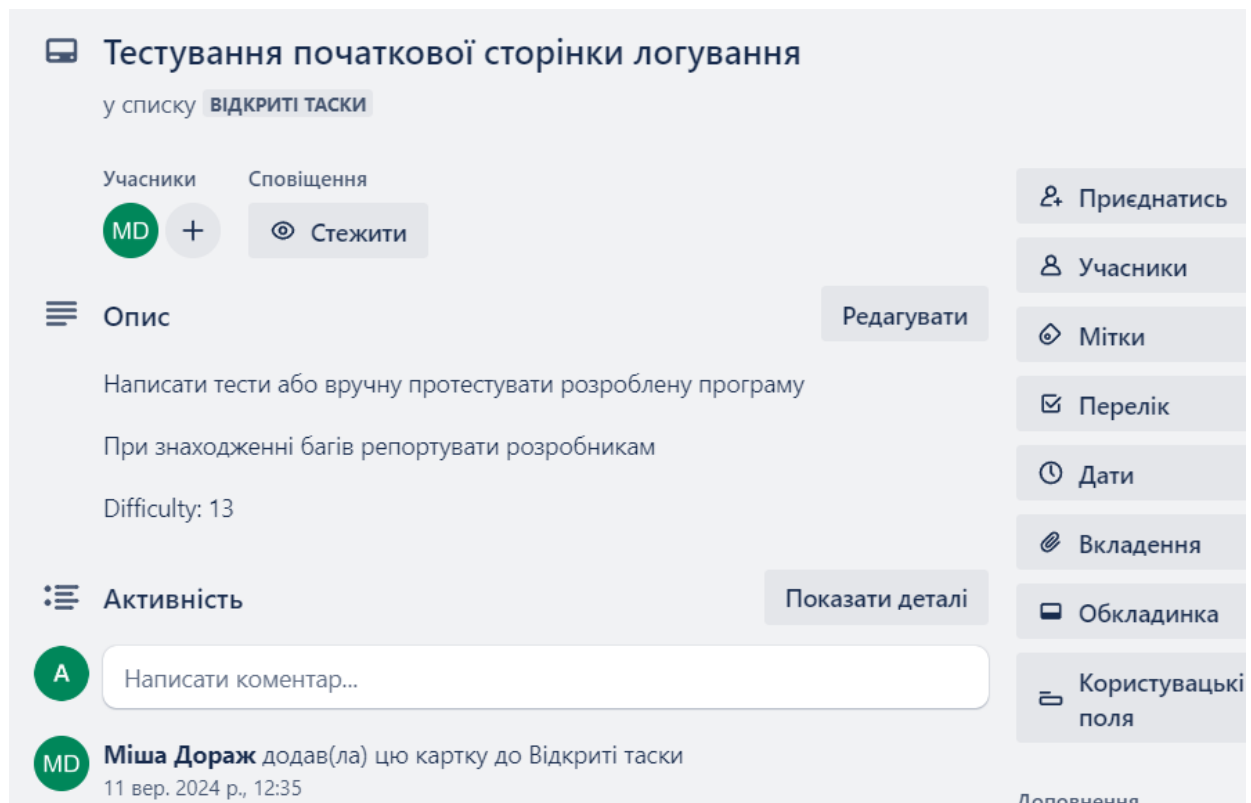 Тестування початкової сторінки логування
у списку ВІДКРИТІ ТАСКИ
Учасники
Сповіщення
MD
+
Стежити
Опис
Редагувати
Написати тести або вручну протестувати розроблену програму
При знаходженні багів репортувати розробникам
Difficulty: 13
Активність
Показати деталі
A
Написати коментар...
MD
Міша Дораж додав(ла) цю картку до Відкриті таски
11 вер. 2024 р., 12:35
Приєднатись
Учасники
Мітки
Перелік
Дати
Вкладення
Обкладинка
Користувацькі
поля
Доповнення